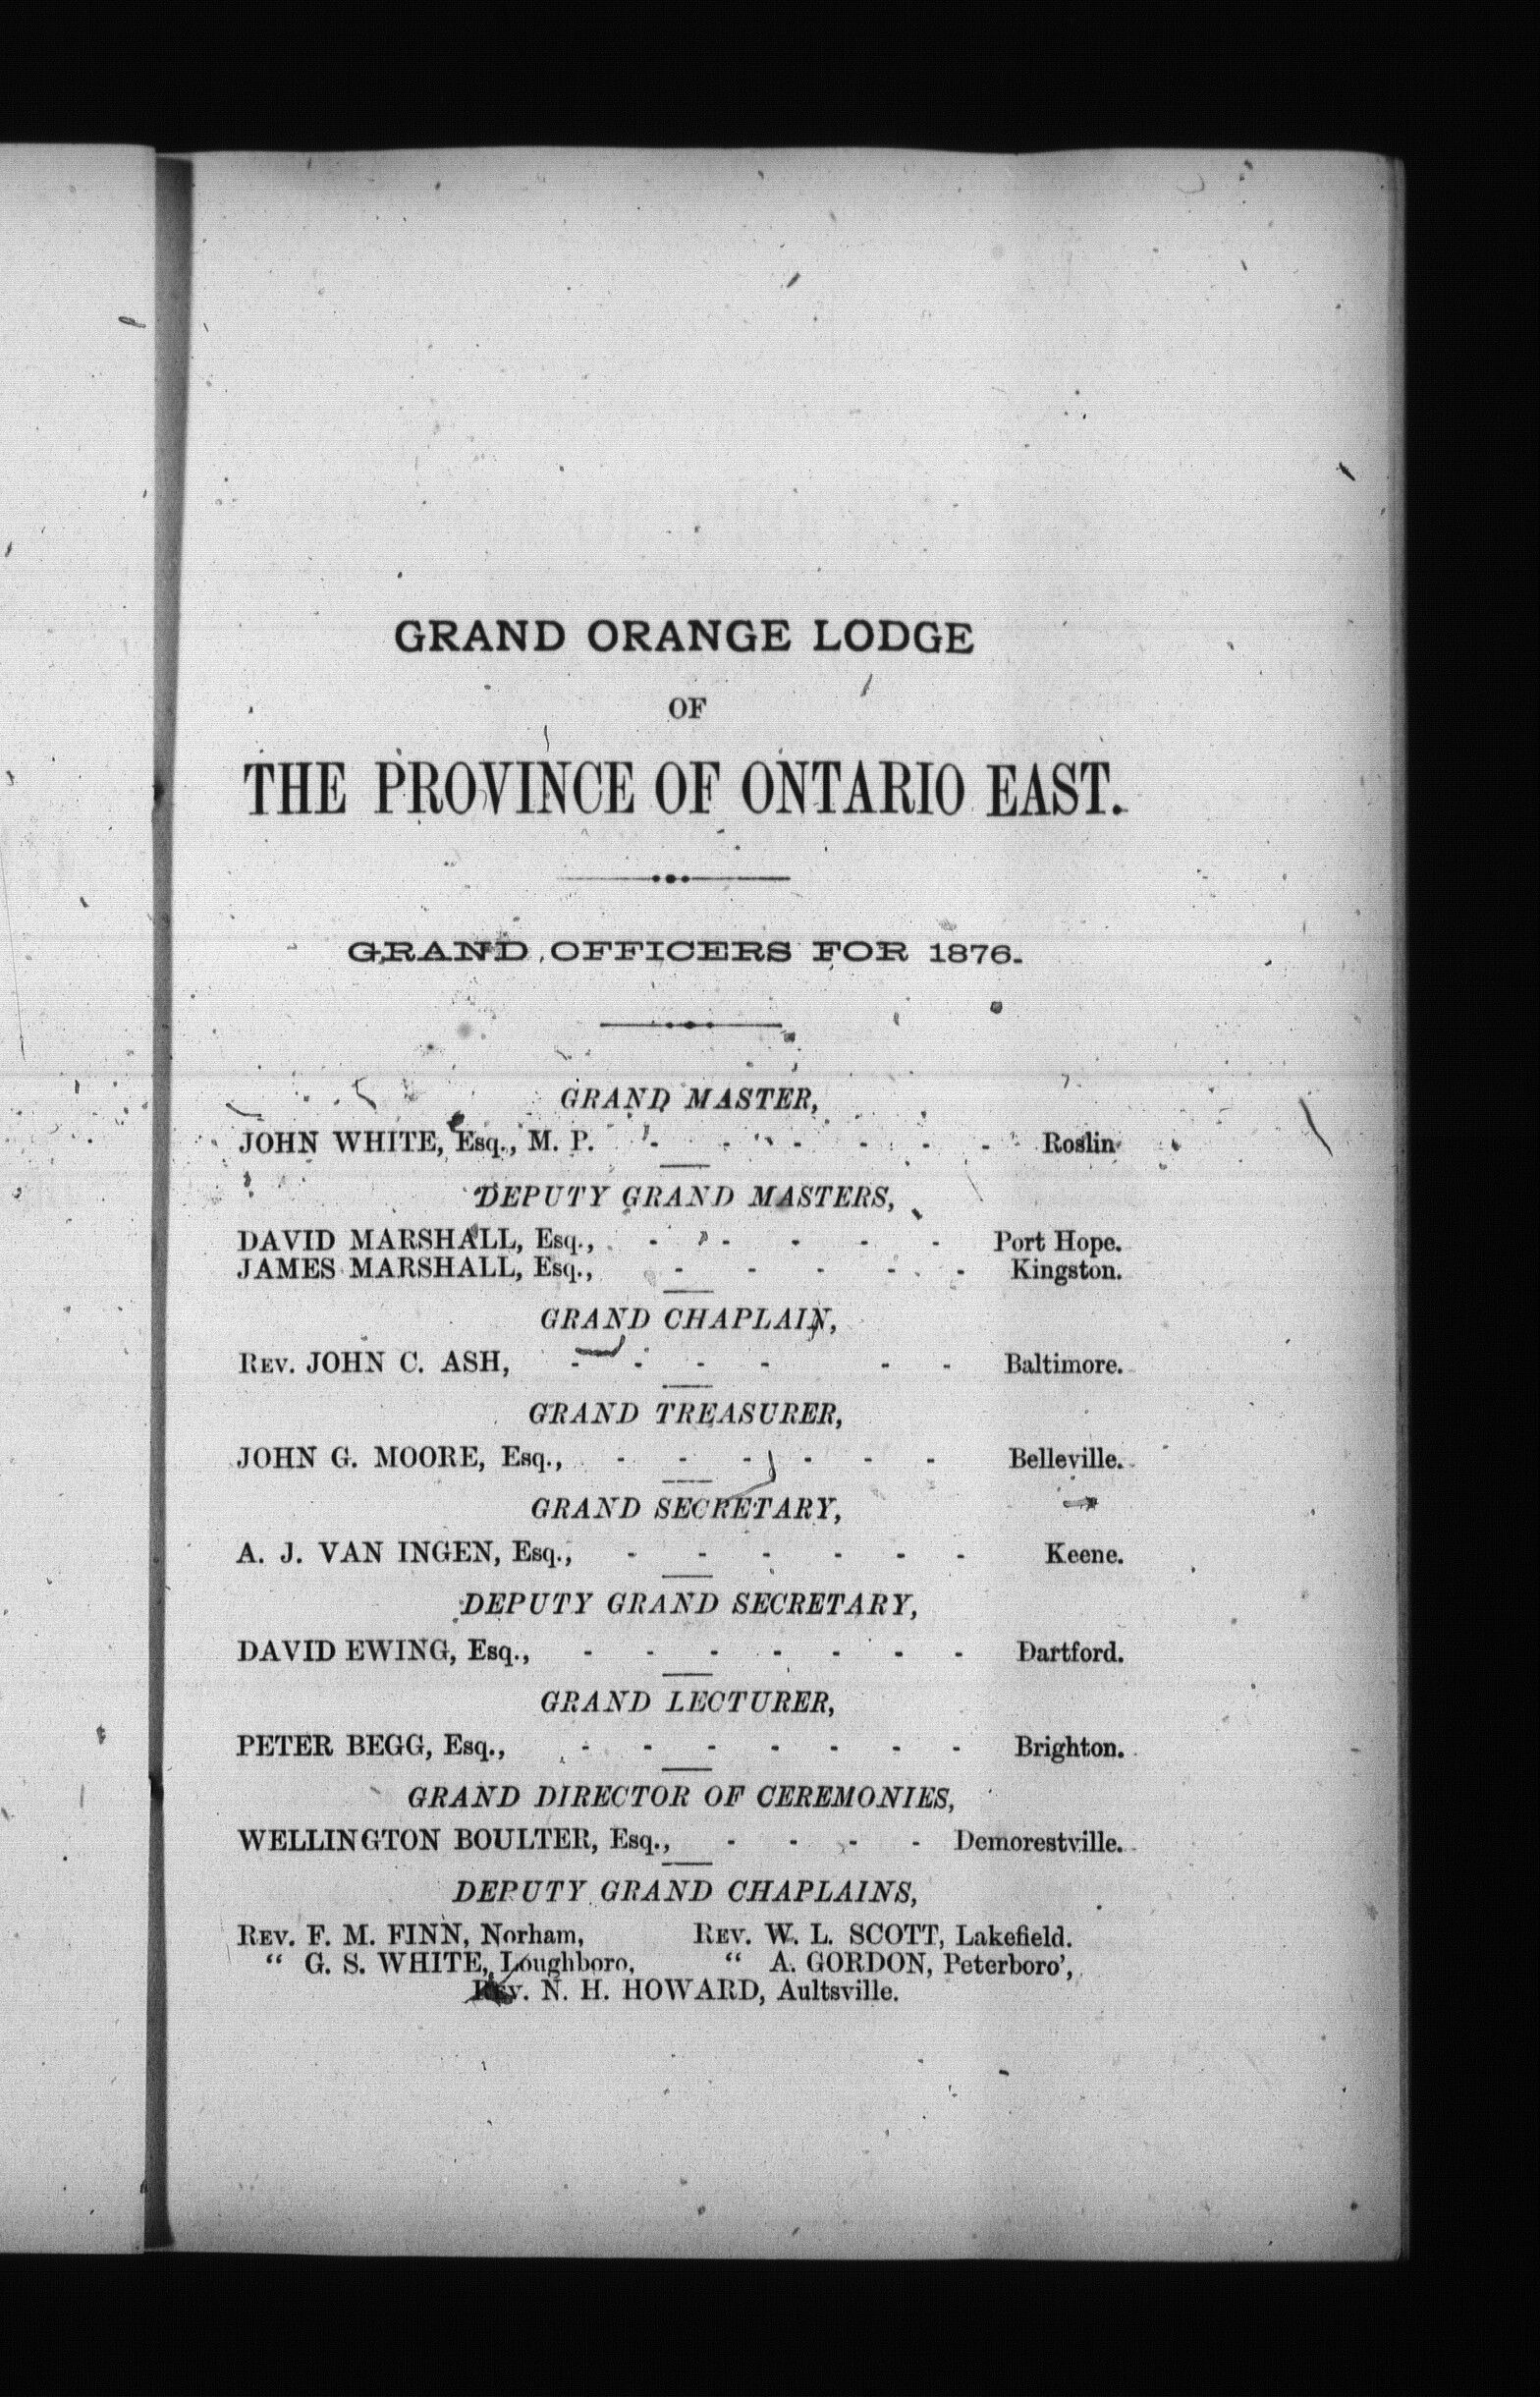 GRAND ORANGE LODGE
OF
THE PROVINCE OF ONTARIO EAST.
GRAND OFFICERS FOR 1876.
GRAND MASTER,
JOHN WHITE, Esq., M. P. - - - - - - Roslin
DEPUTY GRAND MASTERS,
DAVID MARSHALL, Esq., - - - - - Port Hope.
JAMES MARSHALL, Esq., - - - - - Kingston.
GRAND CHAPLAIN,
REV. JOHN C. ASH, - - - - - - Baltimore.
GRAND TREASURER,
JOHN G. MOORE, Esq., - - - - - - Belleville.
GRAND SECRETARY,
A. J. VAN INGEN, Esq., - - - - - - Keene.
DEPUTY GRAND SECRETARY,
DAVID EWING, Esq., - - - - - - - Dartford.
GRAND LECTURER,
PETER BEGG, Esq., - - - - - - - Brighton.
GRAND DIRECTOR OF CEREMONIES,
WELLINGTON BOULTER, Esq., - - - - Demorestville.
DEPUTY GRAND CHAPLAINS,
REV. F. M. FINN, Norham, REV. W. L. SCOTT, Lakefield.
“ G. S. WHITE, Loughboro, “ A. GORDON, Peterboro’,
REV. N. H. HOWARD, Aultsville.